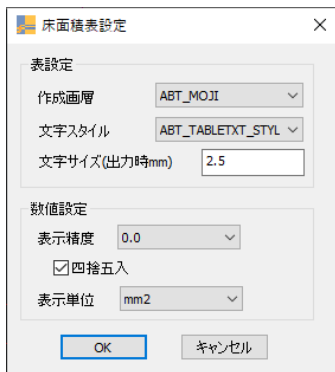 床面積表設定
表設定
作成画層 ABT_MOJI
文字スタイル ABT_TABLETXT_STYL
文字サイズ(出力時mm) 2.5
数値設定
表示精度 0.0
四捨五入
表示単位 mm2
OK キャンセル